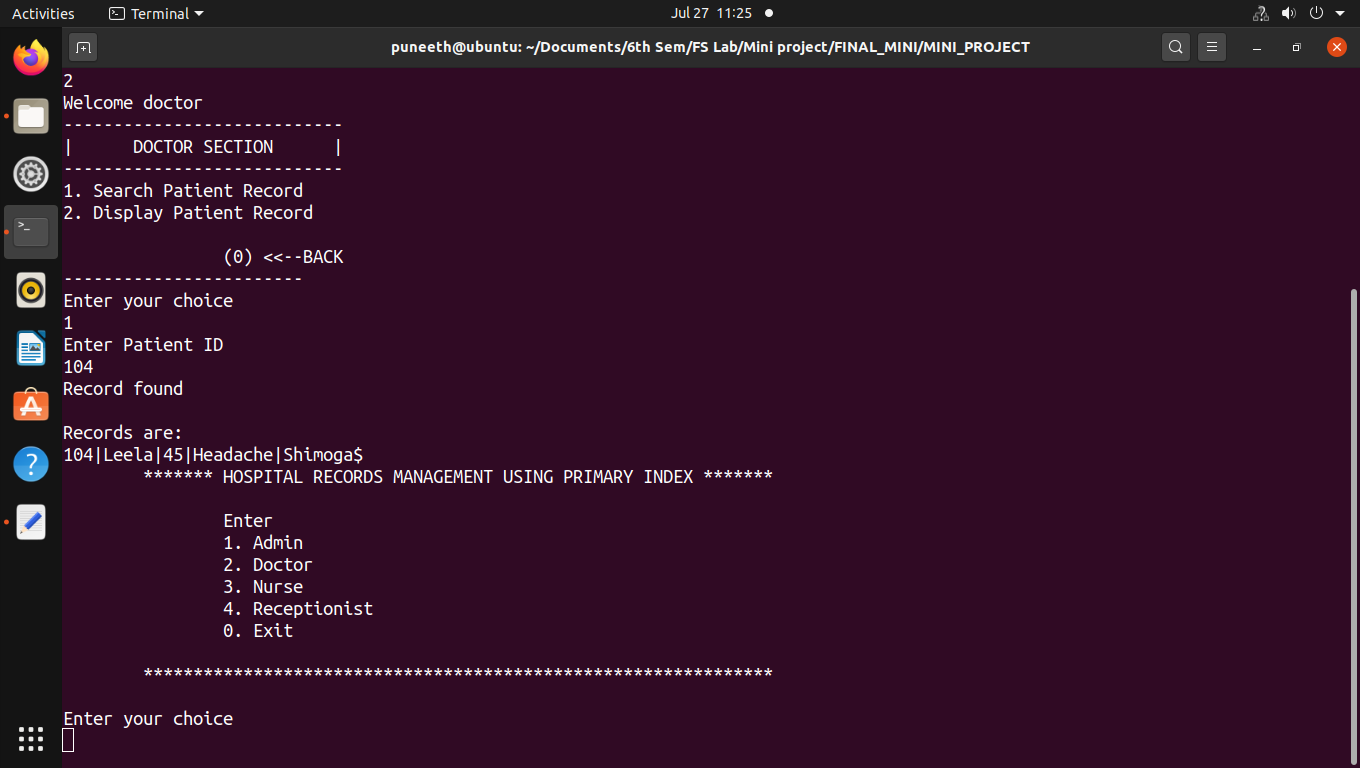 Activities Terminal Jul 27 11:25
puneeth@ubuntu: ~/Documents/6th Sem/FS Lab/Mini project/FINAL_MINI/MINI_PROJECT
2
Welcome doctor
----------------------------
|      DOCTOR SECTION      |
----------------------------
1. Search Patient Record
2. Display Patient Record
(0) <<--BACK
------------------------
Enter your choice
1
Enter Patient ID
104
Record found
Records are:
104|Leela|45|Headache|Shimoga$
******* HOSPITAL RECORDS MANAGEMENT USING PRIMARY INDEX *******
Enter
1. Admin
2. Doctor
3. Nurse
4. Receptionist
0. Exit
***************************************************************
Enter your choice